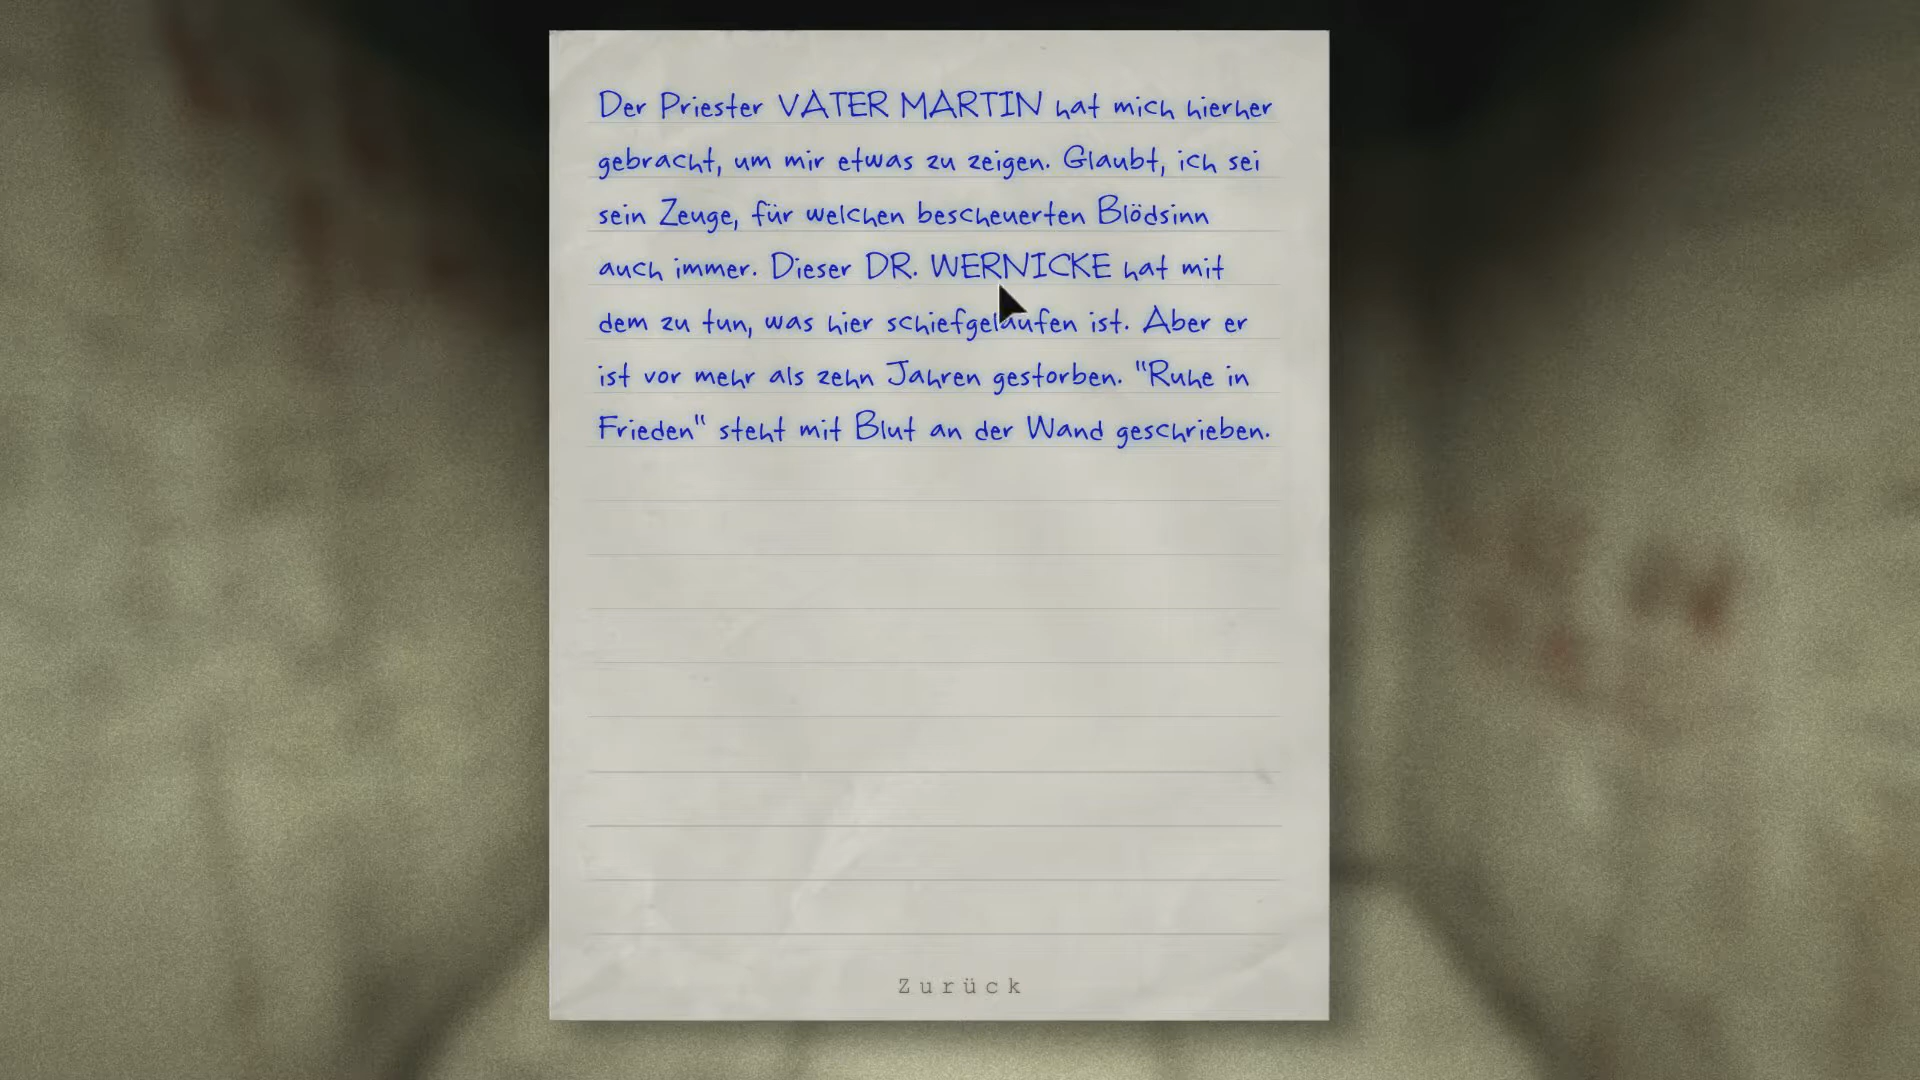 Der Priester VATER MARTIN hat mich hierher
gebracht, um mir etwas zu zeigen. Glaubt, ich sei
sein Zeuge, für welchen bescheuerten Blödsinn
auch immer. Dieser DR. WERNICKE hat mit
dem zu tun, was hier schiefgelaufen ist. Aber er
ist vor mehr als zehn Jahren gestorben. "Ruhe in
Frieden" steht mit Blut an der Wand geschrieben.
Zurück